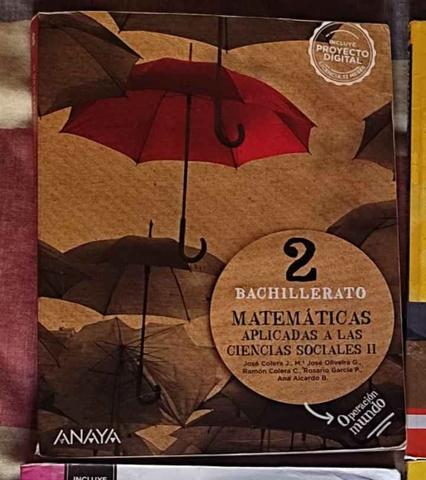 INCLUYE
PROYECTO
DIGITAL
2
BACHILLERATO
MATEMÁTICAS
APLICADAS A LAS
CIENCIAS SOCIALES II
José Colera J., M.ª José Oliveira G.,
Ramón Colera C., Rosario García P.,
Ana Aicardo B.
Operación
mundo
ANAYA
INCLUYE